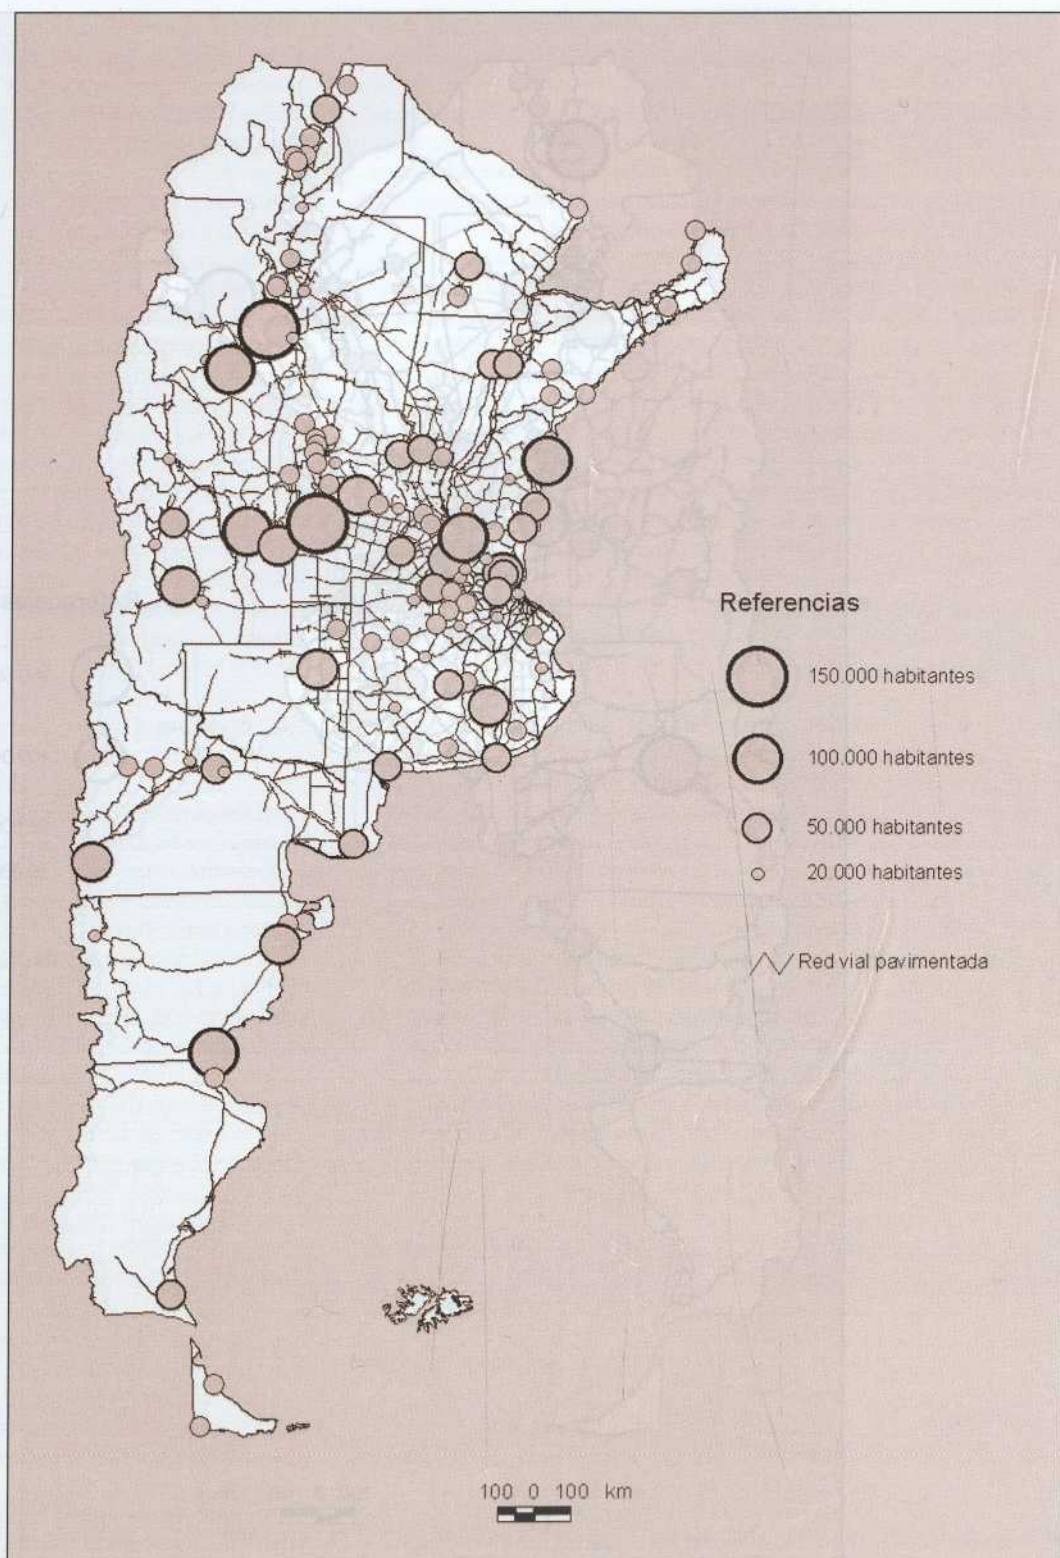 Referencias
150.000 habitantes
100.000 habitantes
50.000 habitantes
20.000 habitantes
Red vial pavimentada
100 0 100 km